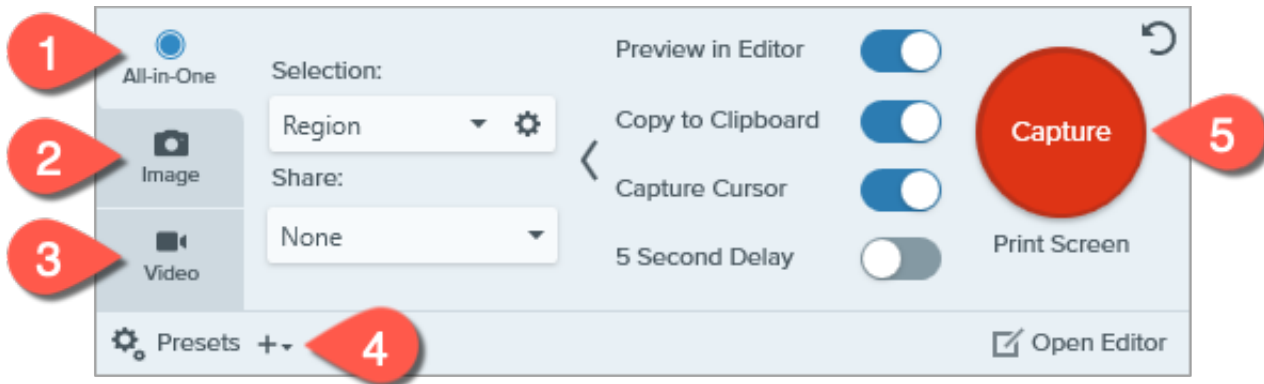 1
All-in-One
2
Image
3
Video
Selection:
Region
Share:
None
Preview in Editor
Copy to Clipboard
Capture Cursor
5 Second Delay
Capture
5
Print Screen
Presets
4
Open Editor